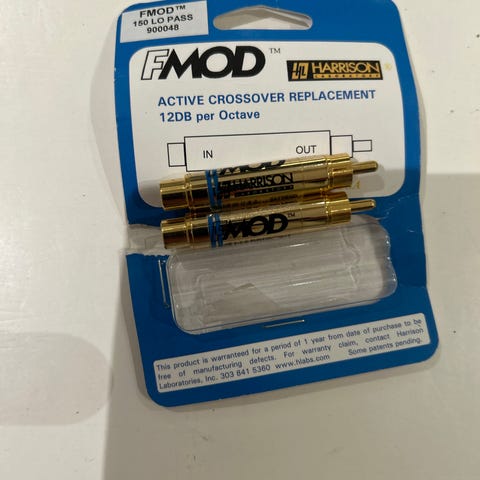 FMOD™
150 LO PASS
900048
FMOD™
HARRISON®
LABORATORY
ACTIVE CROSSOVER REPLACEMENT
12DB per Octave
IN OUT
FMOD
HARRISON
FMOD™
This product is warranteed for a period of 1 year from date of purchase to be
free of manufacturing defects. For warranty claim, contact Harrison
Laboratories, Inc. 303 841 5360 www.hlabs.com Some patents pending.